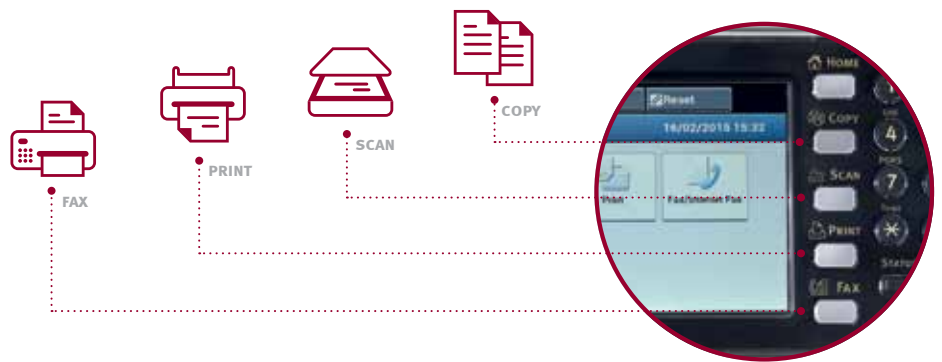 COPY
SCAN
PRINT
FAX
HOME
Reset
COPY
16/02/2015 15:32
4
SCAN
7
Print
Fax/Internet Fax
PRINT
FAX